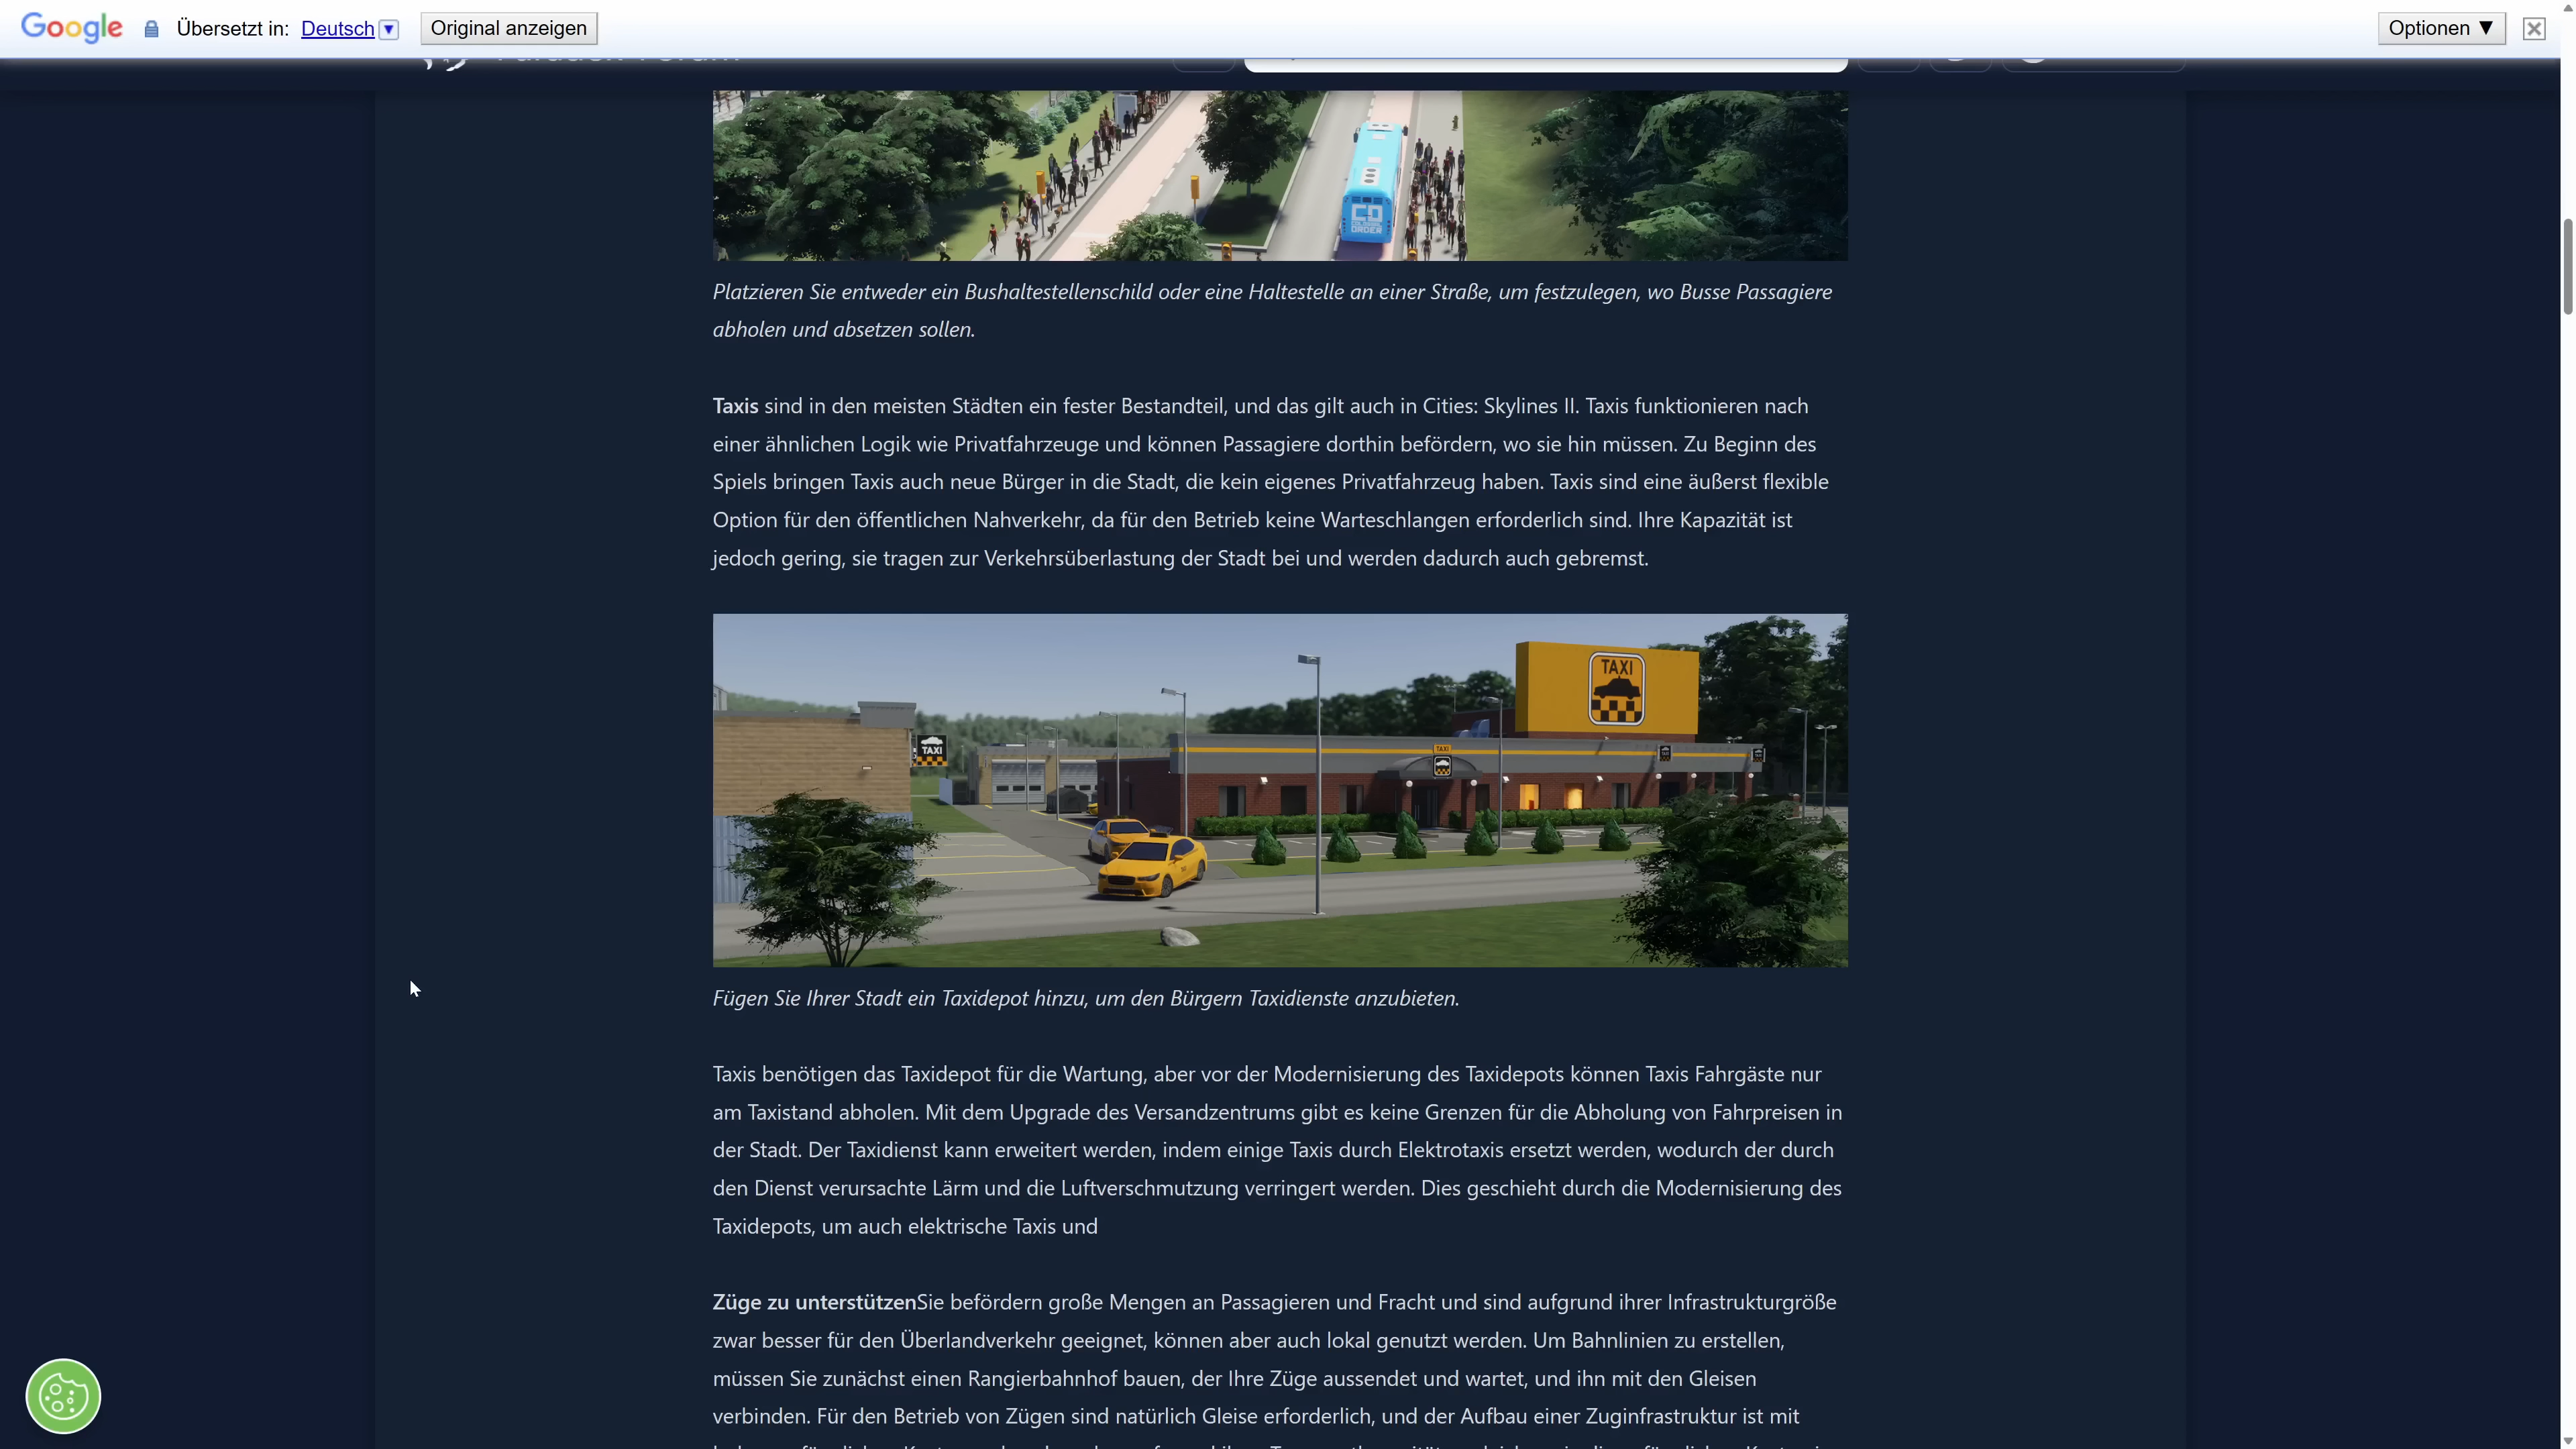 Google Übersetzt in: Deutsch ▼ Original anzeigen Optionen ▼
CO
COLOSSAL
ORDER
Platzieren Sie entweder ein Bushaltestellenschild oder eine Haltestelle an einer Straße, um festzulegen, wo Busse Passagiere
abholen und absetzen sollen.
Taxis sind in den meisten Städten ein fester Bestandteil, und das gilt auch in Cities: Skylines II. Taxis funktionieren nach
einer ähnlichen Logik wie Privatfahrzeuge und können Passagiere dorthin befördern, wo sie hin müssen. Zu Beginn des
Spiels bringen Taxis auch neue Bürger in die Stadt, die kein eigenes Privatfahrzeug haben. Taxis sind eine äußerst flexible
Option für den öffentlichen Nahverkehr, da für den Betrieb keine Warteschlangen erforderlich sind. Ihre Kapazität ist
jedoch gering, sie tragen zur Verkehrsüberlastung der Stadt bei und werden dadurch auch gebremst.
TAXI
TAXI
TAXI
Fügen Sie Ihrer Stadt ein Taxidepot hinzu, um den Bürgern Taxidienste anzubieten.
Taxis benötigen das Taxidepot für die Wartung, aber vor der Modernisierung des Taxidepots können Taxis Fahrgäste nur
am Taxistand abholen. Mit dem Upgrade des Versandzentrums gibt es keine Grenzen für die Abholung von Fahrpreisen in
der Stadt. Der Taxidienst kann erweitert werden, indem einige Taxis durch Elektrotaxis ersetzt werden, wodurch der durch
den Dienst verursachte Lärm und die Luftverschmutzung verringert werden. Dies geschieht durch die Modernisierung des
Taxidepots, um auch elektrische Taxis und
Züge zu unterstützenSie befördern große Mengen an Passagieren und Fracht und sind aufgrund ihrer Infrastrukturgröße
zwar besser für den Überlandverkehr geeignet, können aber auch lokal genutzt werden. Um Bahnlinien zu erstellen,
müssen Sie zunächst einen Rangierbahnhof bauen, der Ihre Züge aussendet und wartet, und ihn mit den Gleisen
verbinden. Für den Betrieb von Zügen sind natürlich Gleise erforderlich, und der Aufbau einer Zuginfrastruktur ist mit